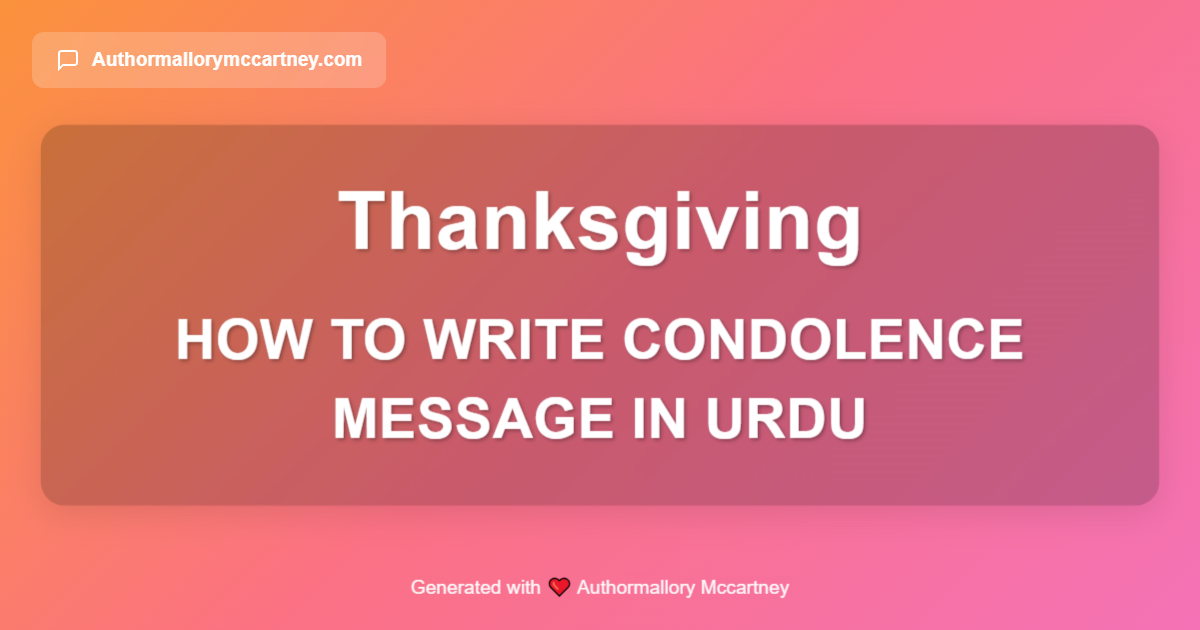 Authormallorymccartney.com
Thanksgiving
HOW TO WRITE CONDOLENCE
MESSAGE IN URDU
Generated with ❤️ Authormallory Mccartney